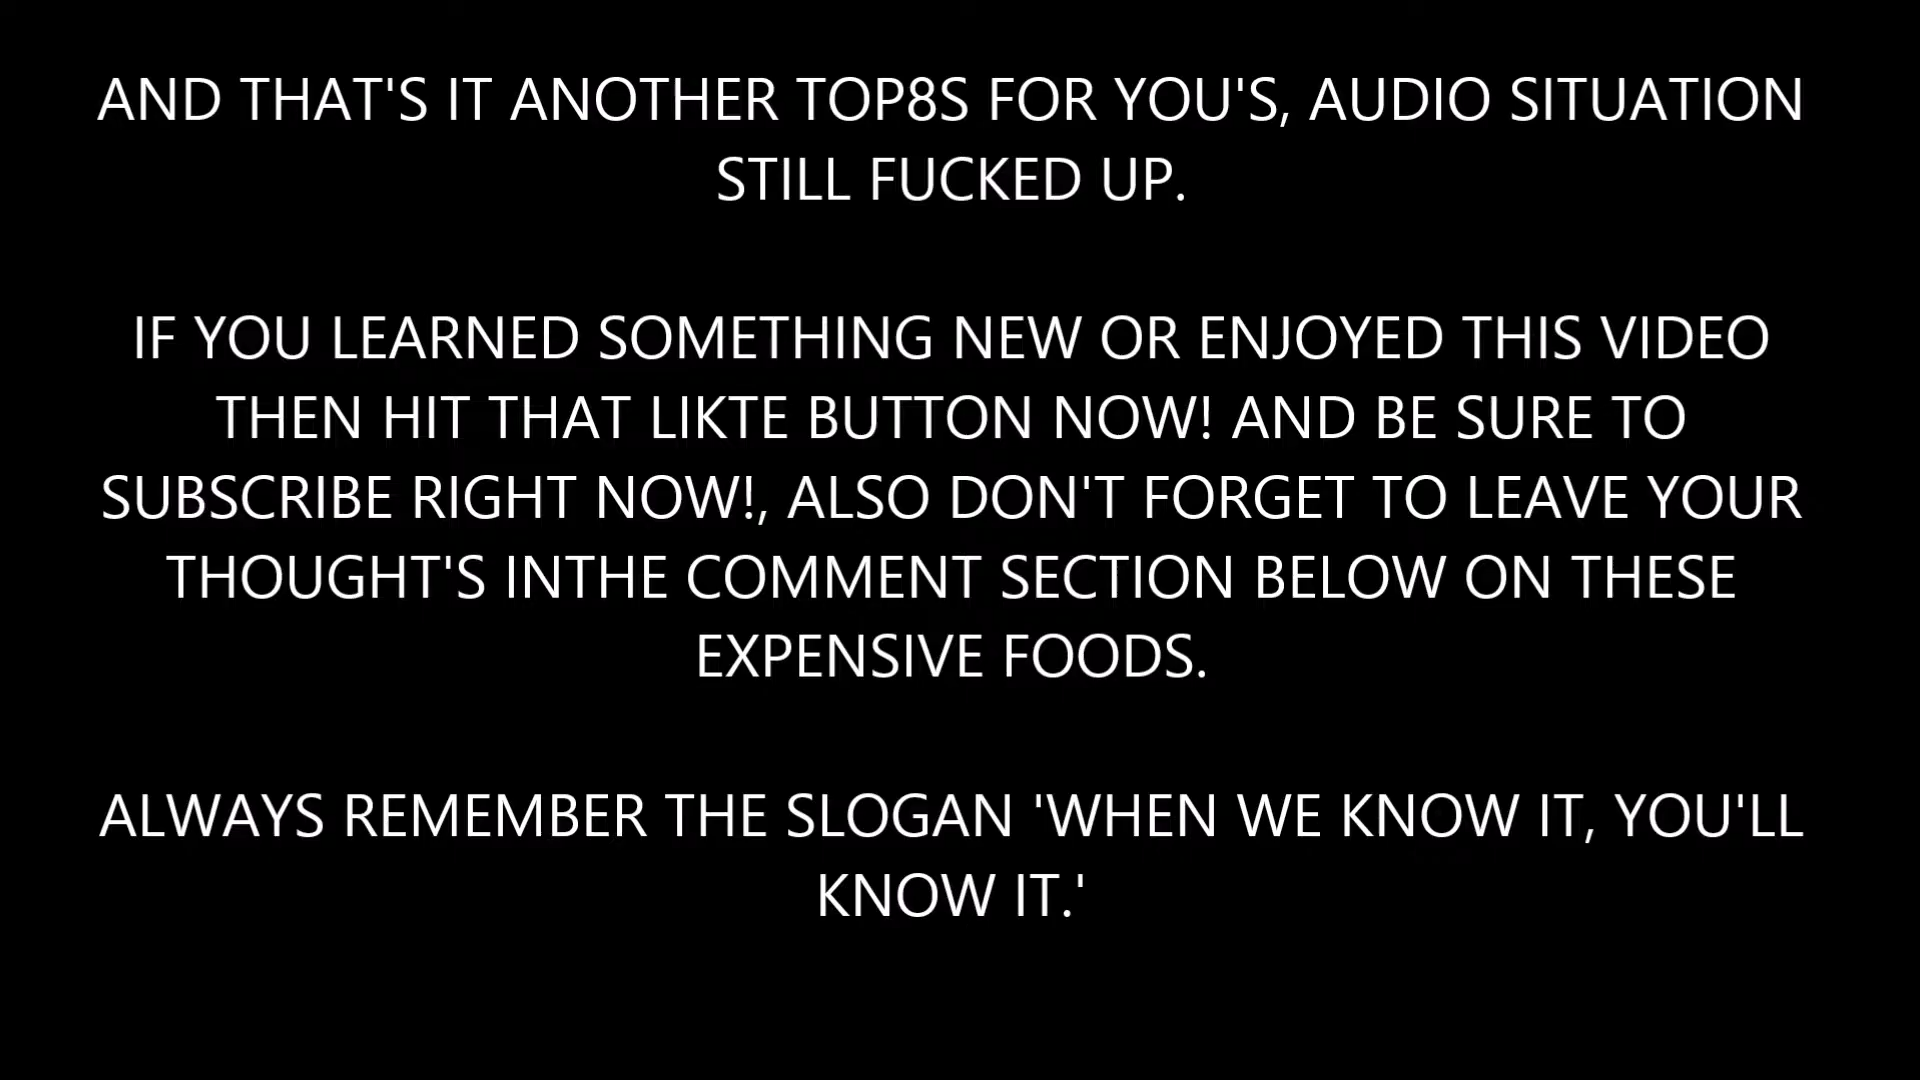 AND THAT'S IT ANOTHER TOP8S FOR YOU'S, AUDIO SITUATION
STILL FUCKED UP.
IF YOU LEARNED SOMETHING NEW OR ENJOYED THIS VIDEO
THEN HIT THAT LIKTE BUTTON NOW! AND BE SURE TO
SUBSCRIBE RIGHT NOW!, ALSO DON'T FORGET TO LEAVE YOUR
THOUGHT'S INTHE COMMENT SECTION BELOW ON THESE
EXPENSIVE FOODS.
ALWAYS REMEMBER THE SLOGAN 'WHEN WE KNOW IT, YOU'LL
KNOW IT.'